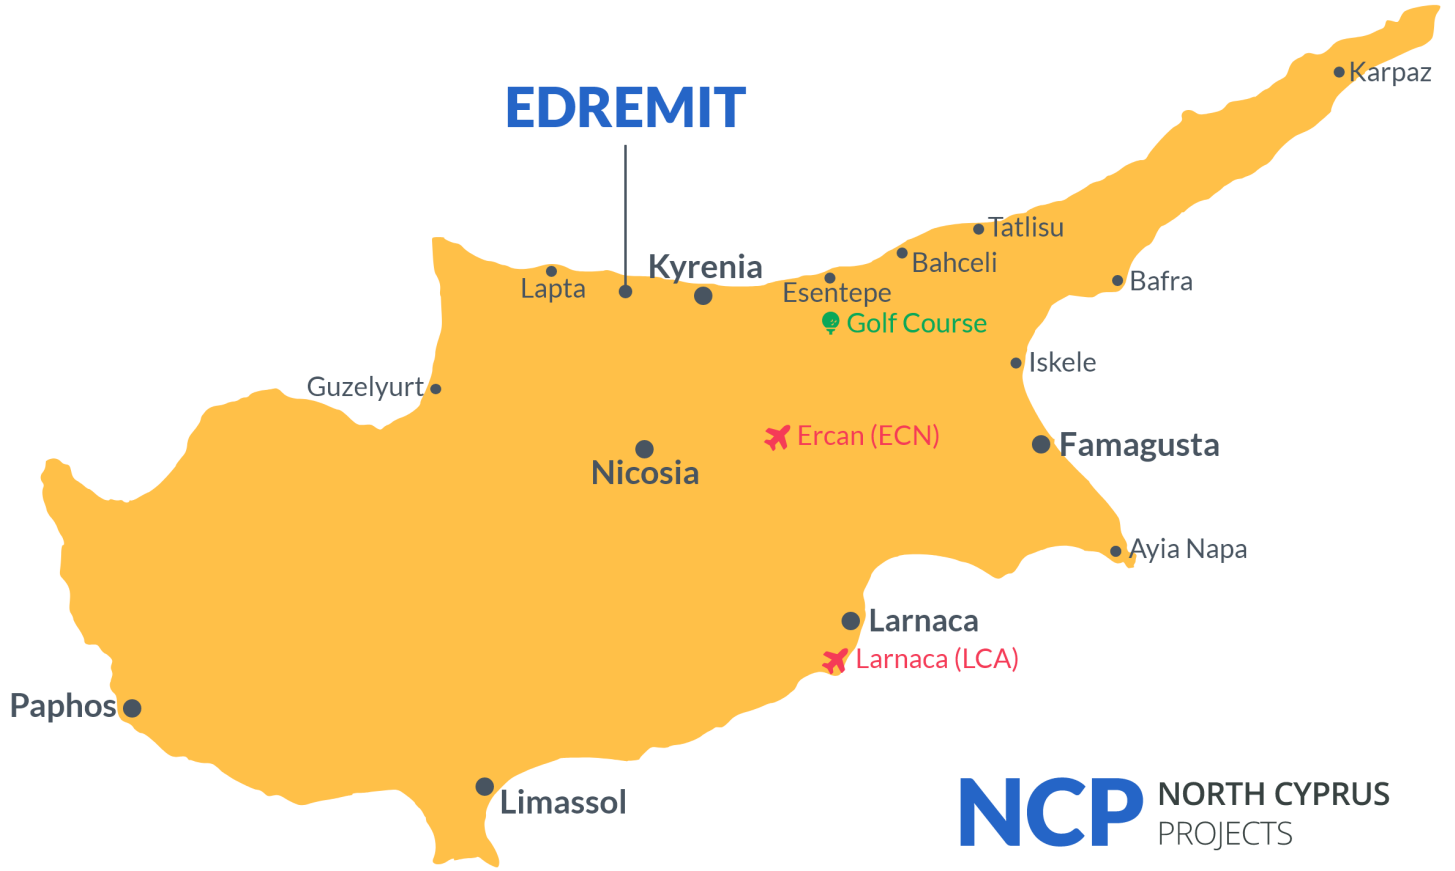 Karpaz
EDREMIT
Tatlisu
Kyrenia
Bahceli
Lapta
Esentepe
Bafra
Golf Course
Iskele
Guzelyurt
Ercan (ECN)
Famagusta
Nicosia
Ayia Napa
Larnaca
Larnaca (LCA)
Paphos
Limassol
NCP
NORTH CYPRUS
PROJECTS